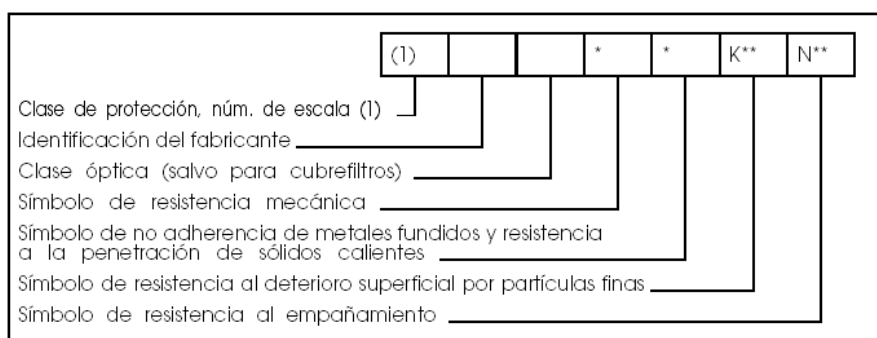 (1) * * K** N**
Clase de protección, núm. de escala (1)
Identificación del fabricante
Clase óptica (salvo para cubrefiltros)
Símbolo de resistencia mecánica
Símbolo de no adherencia de metales fundidos y resistencia
a la penetración de sólidos calientes
Símbolo de resistencia al deterioro superficial por partículas finas
Símbolo de resistencia al empañamiento